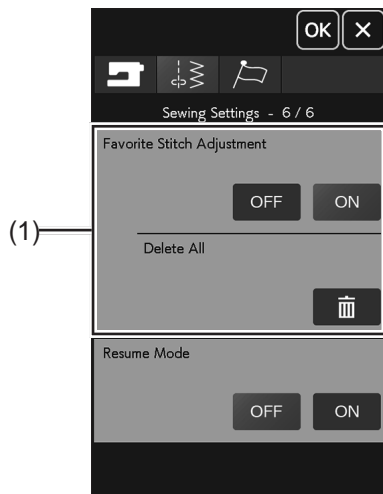 OK ×
Sewing Settings - 6 / 6
Favorite Stitch Adjustment
OFF ON
(1)
Delete All
Resume Mode
OFF ON